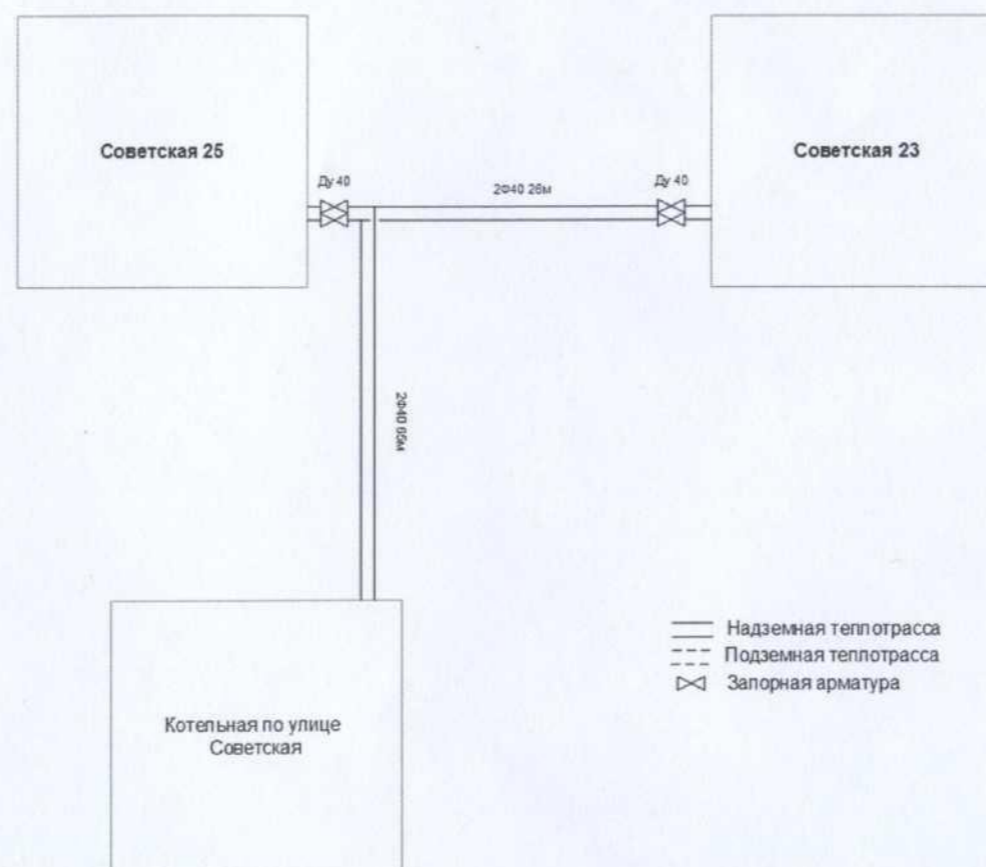 Советская 25
Советская 23
Ду 40
2Ф40 26м
Ду 40
2Ф40 65м
Надземная теплотрасса
Подземная теплотрасса
Запорная арматура
Котельная по улице
Советская